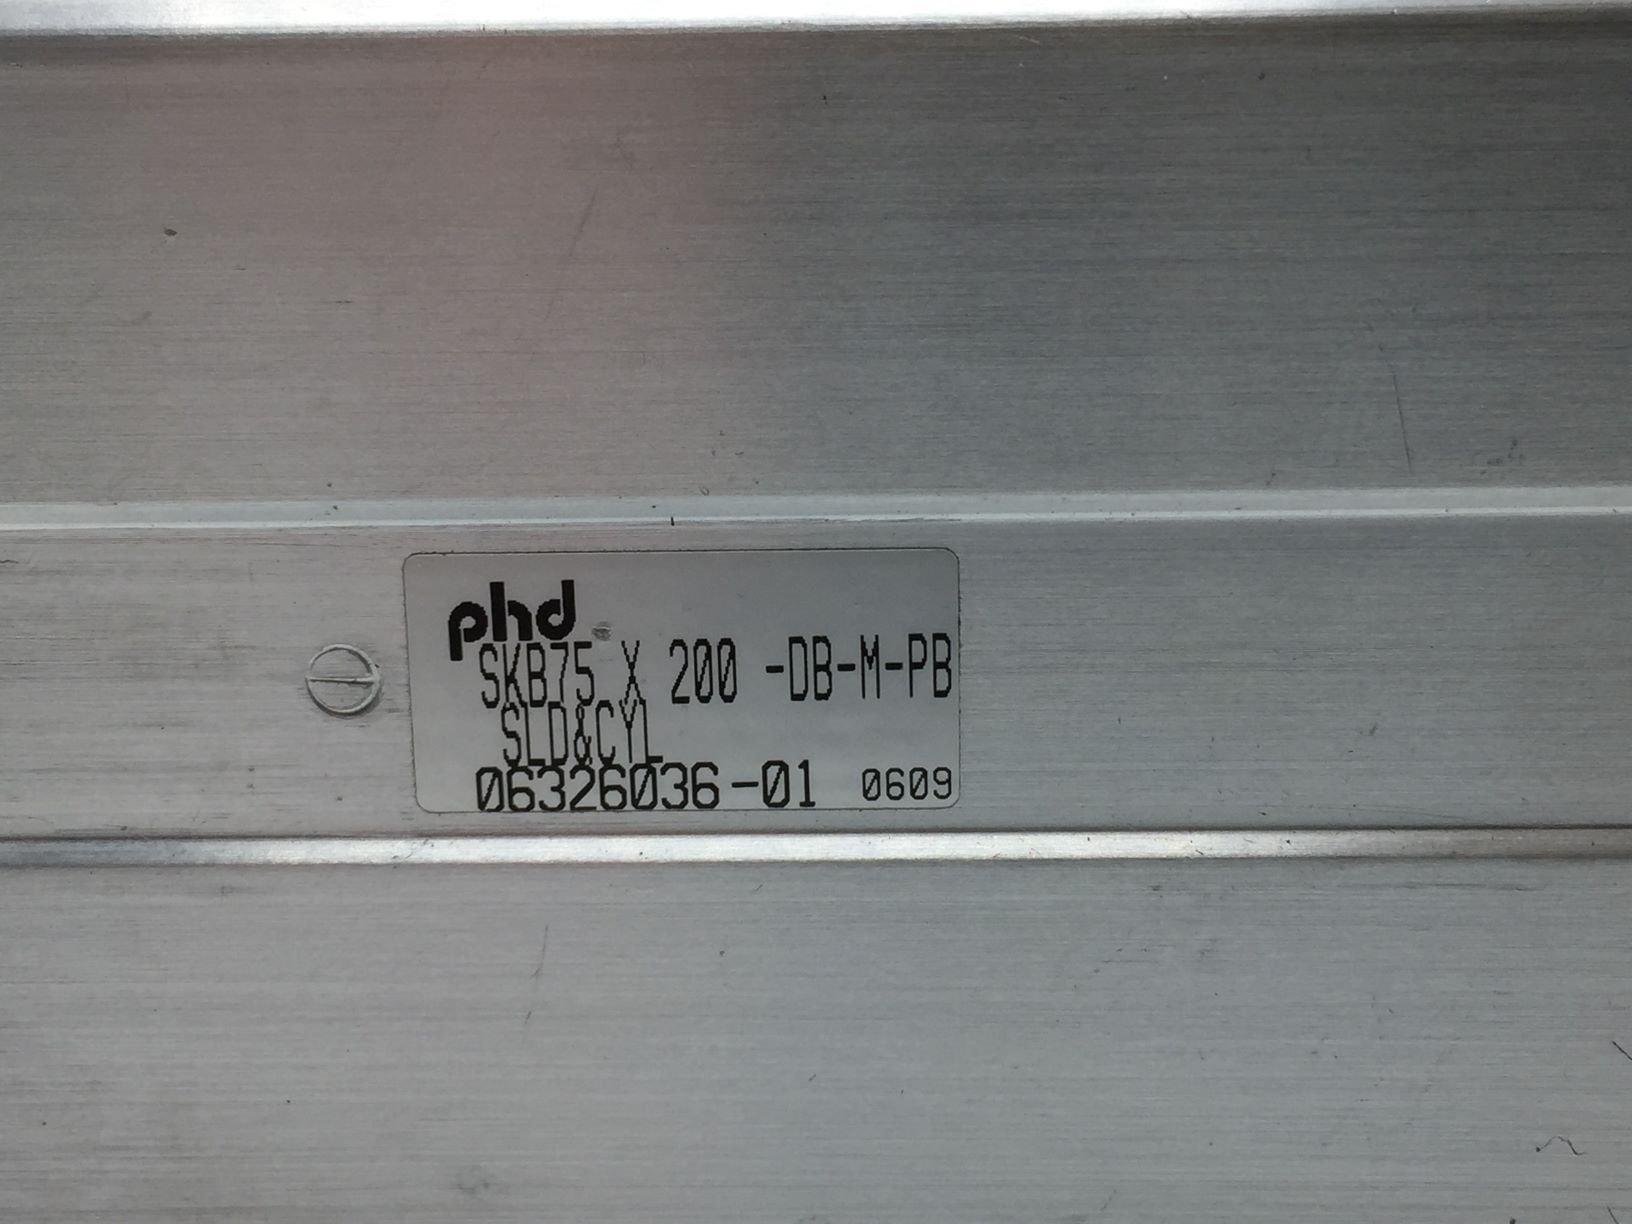 phd
SKB75 X 200 -DB-M-PB
SLD&CYL
06326036-01 0609